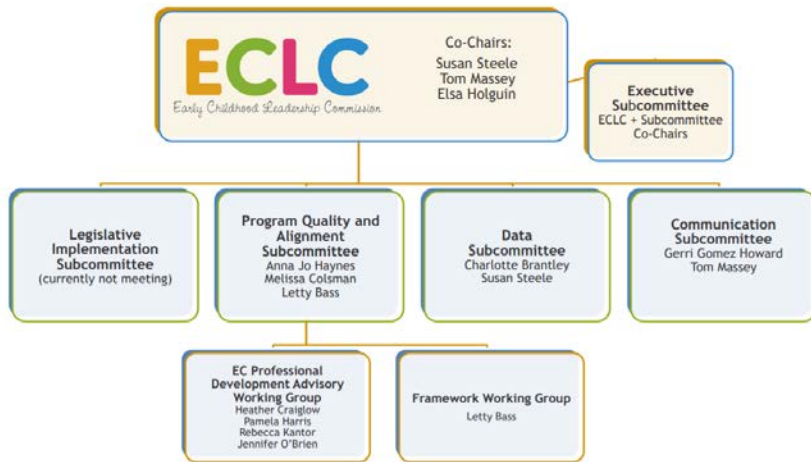 ECLC
Early Childhood Leadership Commission
Co-Chairs:
Susan Steele
Tom Massey
Elsa Holguin
Executive
Subcommittee
ECLC + Subcommittee
Co-Chairs
Legislative
Implementation
Subcommittee
(currently not meeting)
Program Quality and
Alignment
Subcommittee
Anna Jo Haynes
Melissa Colsman
Letty Bass
Data
Subcommittee
Charlotte Brantley
Susan Steele
Communication
Subcommittee
Gerri Gomez Howard
Tom Massey
EC Professional
Development Advisory
Working Group
Heather Craiglow
Pamela Harris
Rebecca Kantor
Jennifer O'Brien
Framework Working Group
Letty Bass